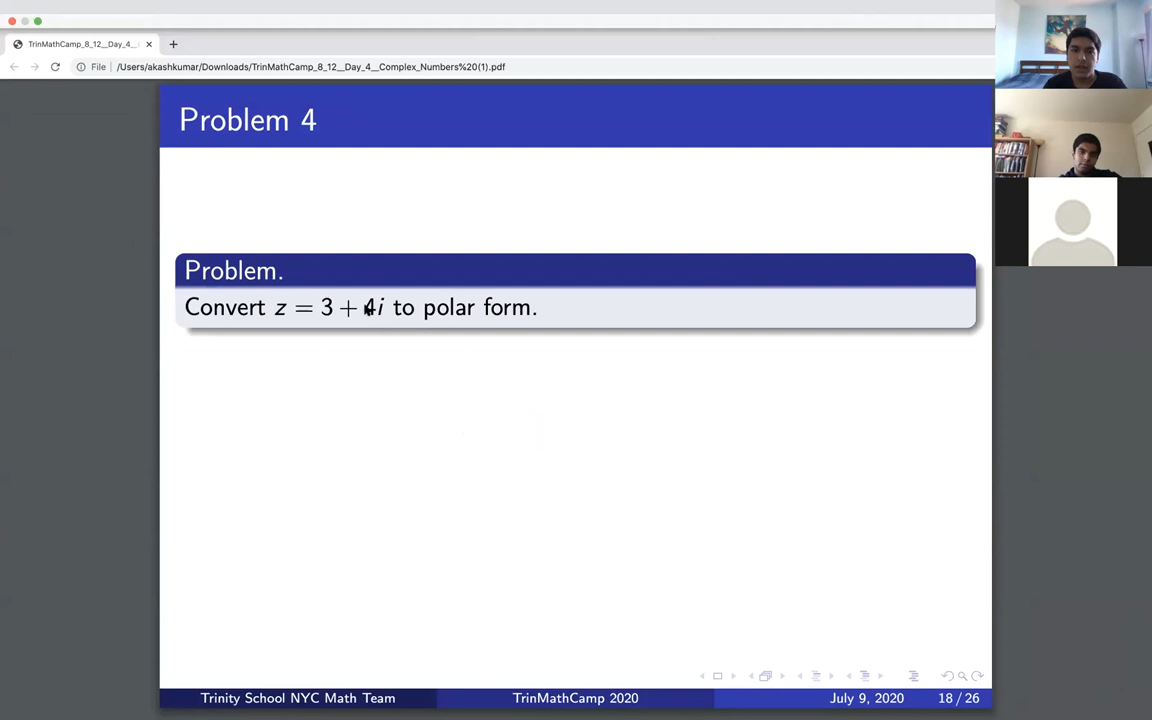 TrinMathCamp_8_12__Day_4__
File /Users/akashkumar/Downloads/TrinMathCamp_8_12__Day_4__Complex_Numbers%20(1).pdf
Problem 4
Problem.
Convert z = 3 + 4i to polar form.
Trinity School NYC Math Team TrinMathCamp 2020 July 9, 2020 18 / 26